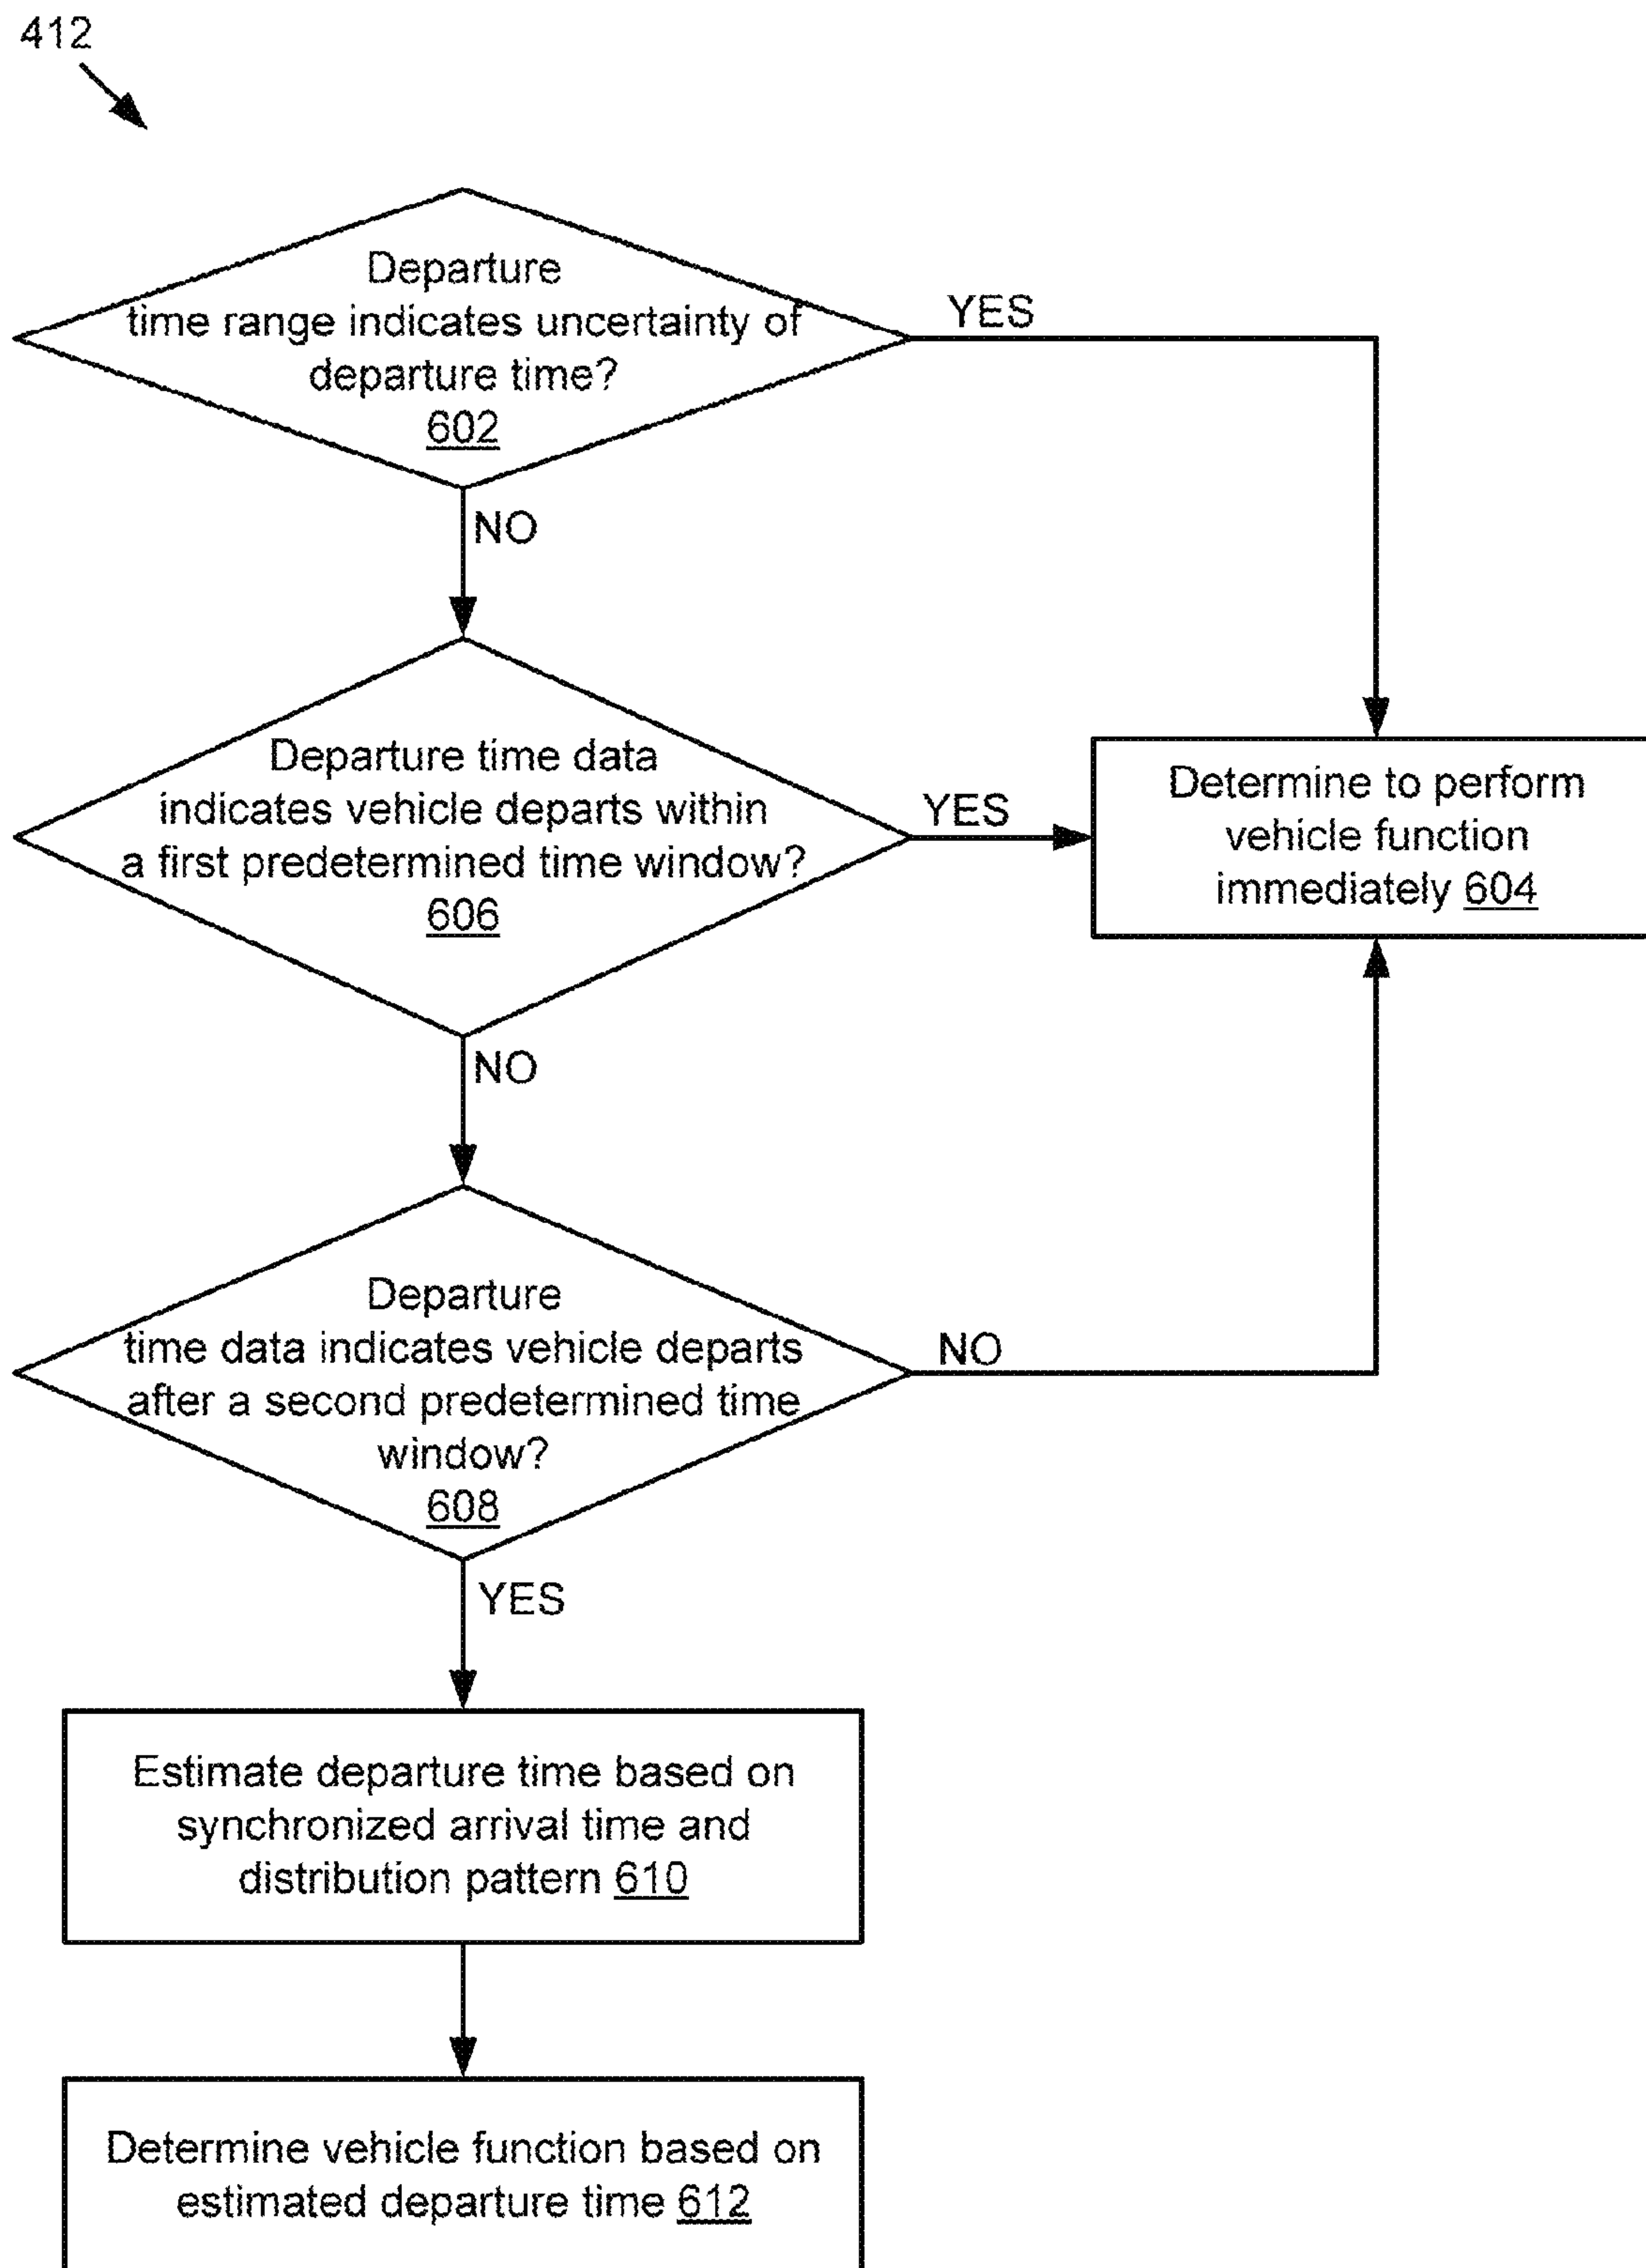 412
Departure
time range indicates uncertainty of
departure time?
602
YES
NO
Departure time data
indicates vehicle departs within
a first predetermined time window?
606
YES
Determine to perform
vehicle function
immediately 604
NO
Departure
time data indicates vehicle departs
after a second predetermined time
window?
608
NO
YES
Estimate departure time based on
synchronized arrival time and
distribution pattern 610
Determine vehicle function based on
estimated departure time 612